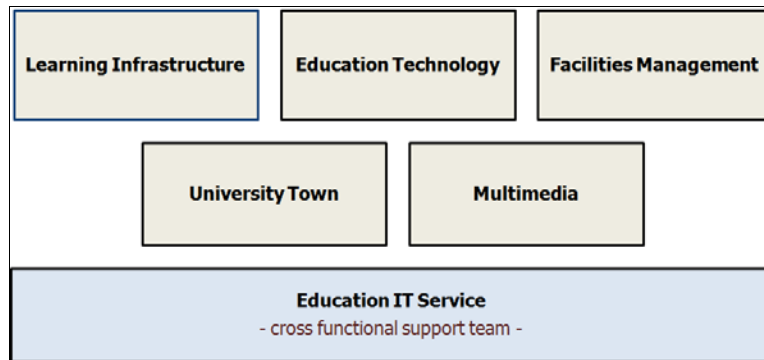 Learning Infrastructure
Education Technology
Facilities Management
University Town
Multimedia
Education IT Service
- cross functional support team -